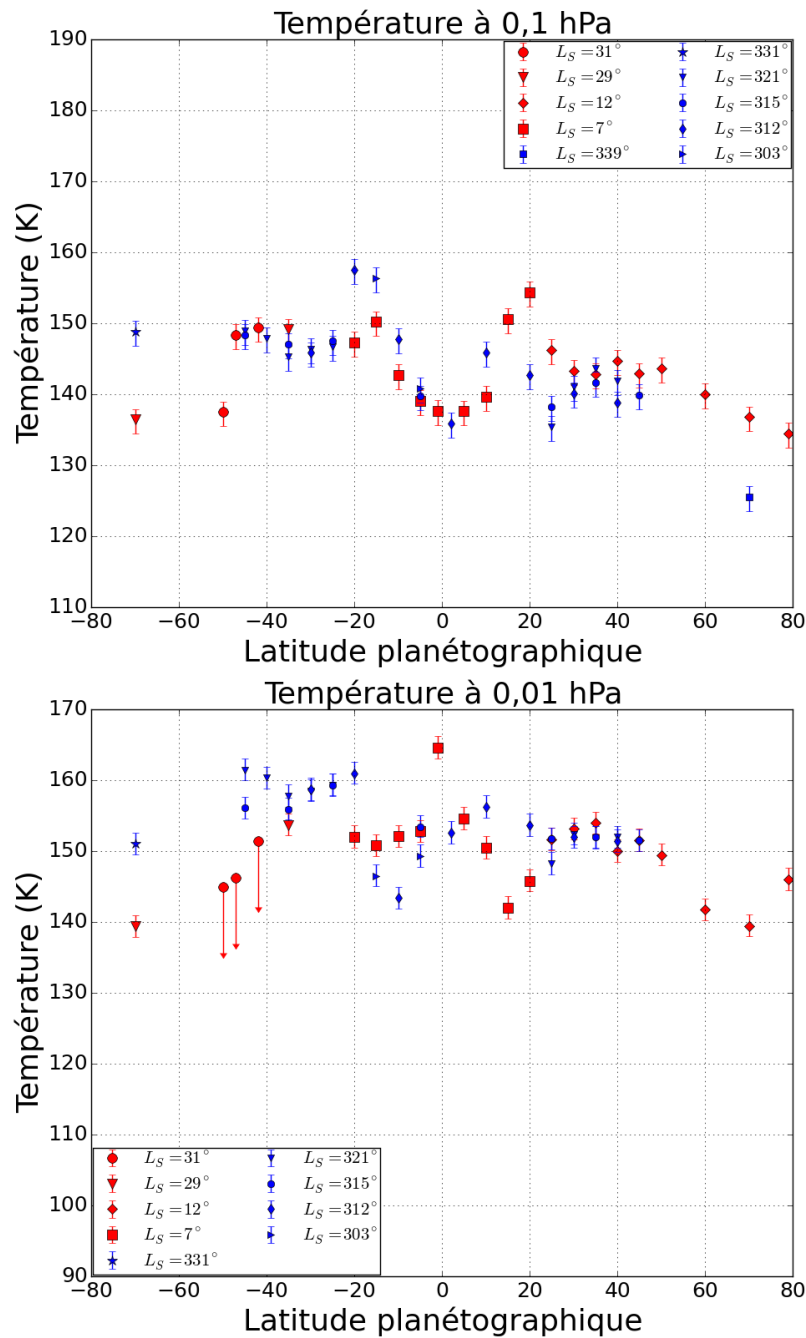 Température à 0,1 hPa
190
180
170
160
150
140
130
120
110
Température (K)
L_S = 31°
L_S = 29°
L_S = 12°
L_S = 7°
L_S = 339°
L_S = 331°
L_S = 321°
L_S = 315°
L_S = 312°
L_S = 303°
−80 −60 −40 −20 0 20 40 60 80
Latitude planétographique
Température à 0,01 hPa
170
160
150
140
130
120
110
100
90
Température (K)
L_S = 31°
L_S = 29°
L_S = 12°
L_S = 7°
L_S = 331°
L_S = 321°
L_S = 315°
L_S = 312°
L_S = 303°
−80 −60 −40 −20 0 20 40 60 80
Latitude planétographique